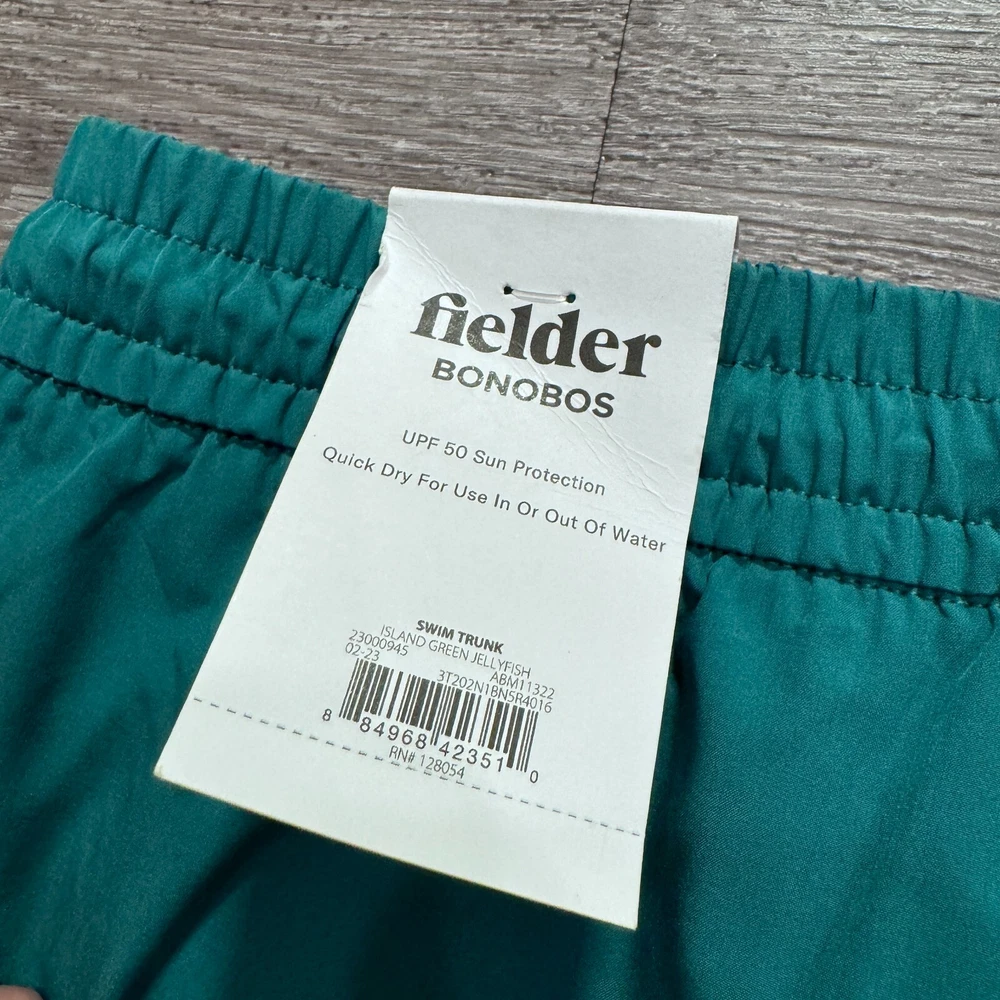 fielder
BONOBOS
UPF 50 Sun Protection
Quick Dry For Use In Or Out Of Water
SWIM TRUNK
ISLAND GREEN JELLYFISH
23000945 ABM11322
02-23 3T202N1BN5R4016
8 84968 42351 0
RN# 128054